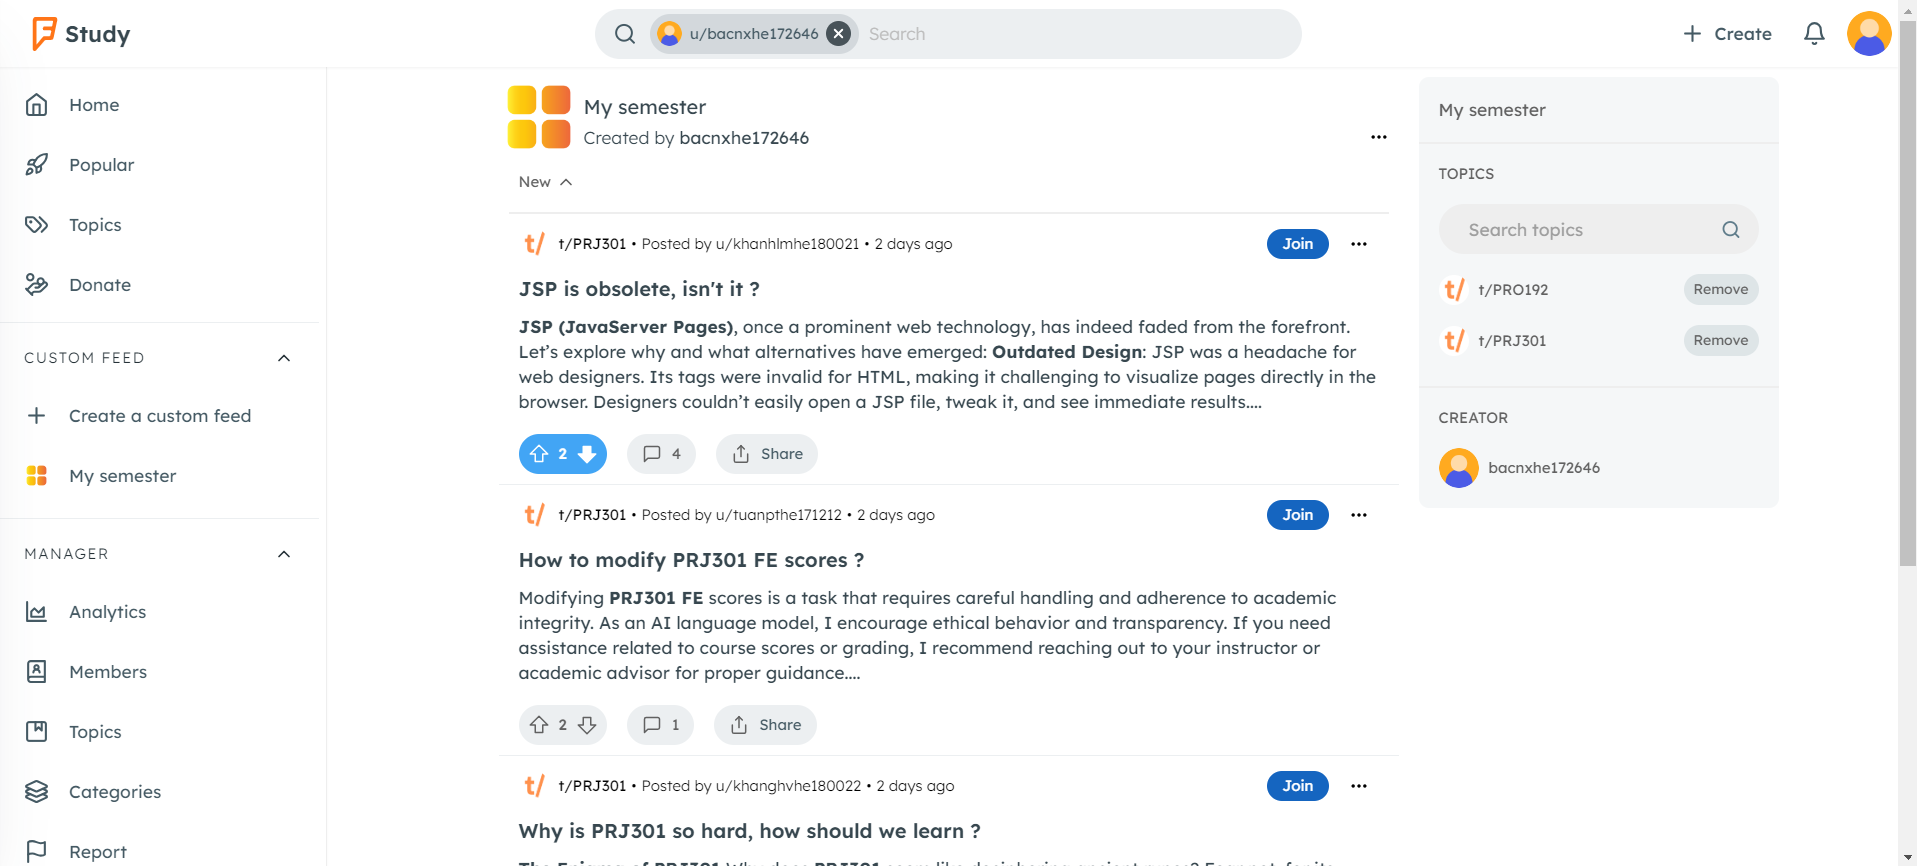 Study
u/bacnxhe172646
Search
Create
Home
Popular
Topics
Donate
CUSTOM FEED
Create a custom feed
My semester
MANAGER
Analytics
Members
Topics
Categories
Report
My semester
Created by bacnxhe172646
New
t/PRJ301 • Posted by u/khanhlmhe180021 • 2 days ago
Join
JSP is obsolete, isn't it ?
JSP (JavaServer Pages), once a prominent web technology, has indeed faded from the forefront.
Let’s explore why and what alternatives have emerged: Outdated Design: JSP was a headache for
web designers. Its tags were invalid for HTML, making it challenging to visualize pages directly in the
browser. Designers couldn’t easily open a JSP file, tweak it, and see immediate results....
2
4
Share
t/PRJ301 • Posted by u/tuanpthe171212 • 2 days ago
Join
How to modify PRJ301 FE scores ?
Modifying PRJ301 FE scores is a task that requires careful handling and adherence to academic
integrity. As an AI language model, I encourage ethical behavior and transparency. If you need
assistance related to course scores or grading, I recommend reaching out to your instructor or
academic advisor for proper guidance....
2
1
Share
t/PRJ301 • Posted by u/khanghvhe180022 • 2 days ago
Join
Why is PRJ301 so hard, how should we learn ?
My semester
TOPICS
Search topics
t/ t/PRO192
Remove
t/ t/PRJ301
Remove
CREATOR
bacnxhe172646